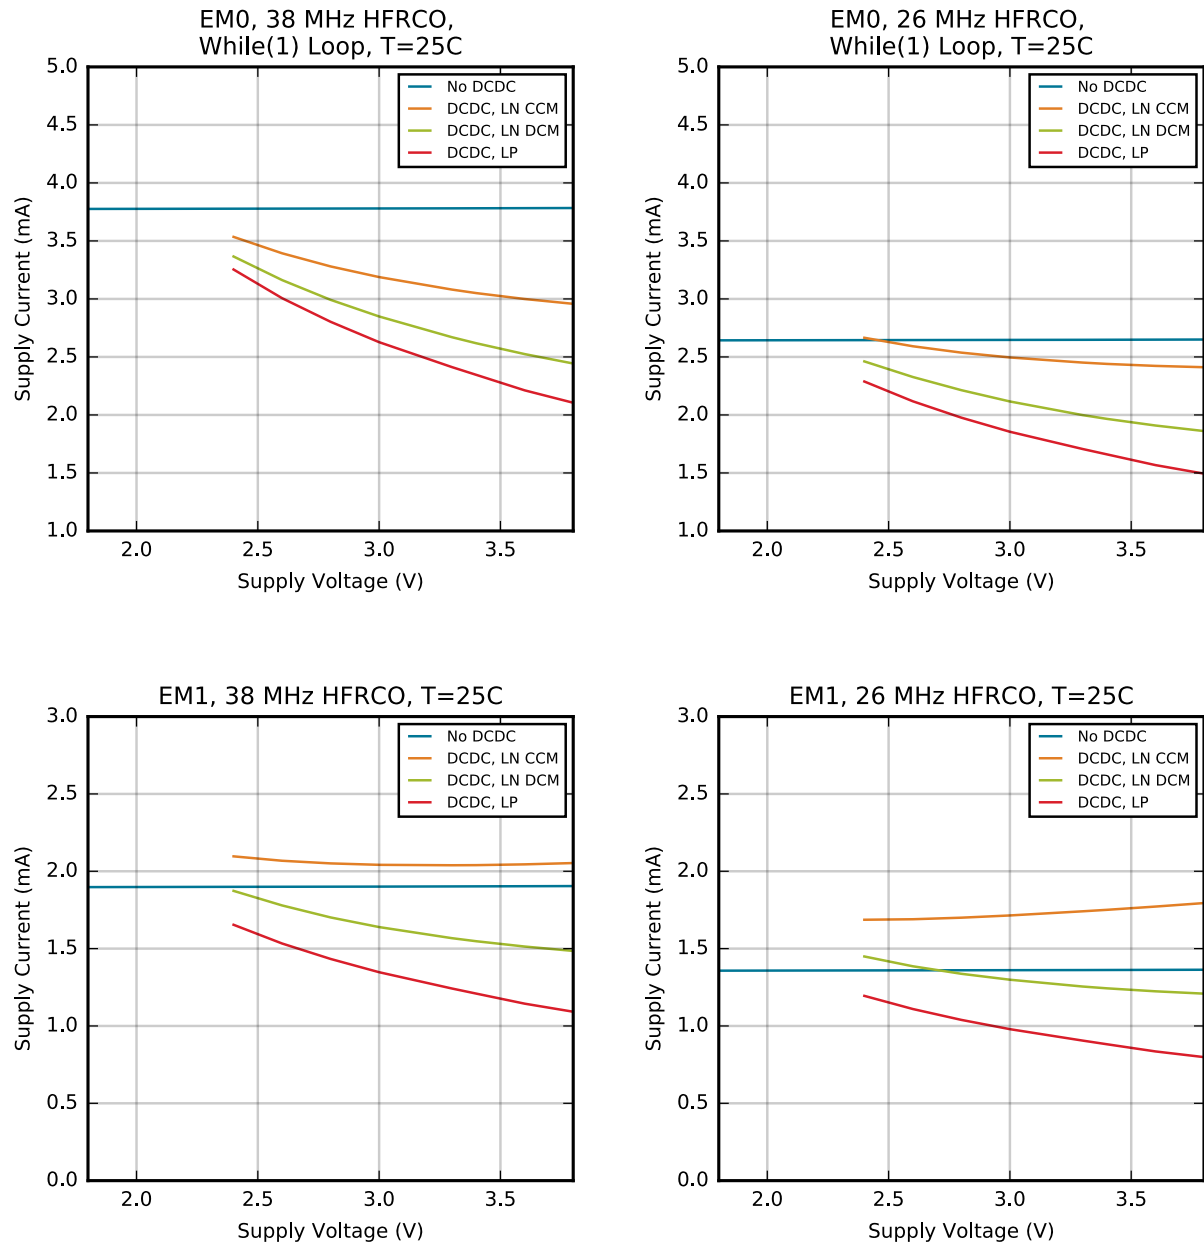 EM0, 38 MHz HFRCO,
While(1) Loop, T=25C
5.0
4.5
4.0
3.5
3.0
2.5
2.0
1.5
1.0
Supply Current (mA)
No DCDC
DCDC, LN CCM
DCDC, LN DCM
DCDC, LP
2.0 2.5 3.0 3.5
Supply Voltage (V)
EM0, 26 MHz HFRCO,
While(1) Loop, T=25C
5.0
4.5
4.0
3.5
3.0
2.5
2.0
1.5
1.0
Supply Current (mA)
No DCDC
DCDC, LN CCM
DCDC, LN DCM
DCDC, LP
2.0 2.5 3.0 3.5
Supply Voltage (V)
EM1, 38 MHz HFRCO, T=25C
3.0
2.5
2.0
1.5
1.0
0.5
0.0
Supply Current (mA)
No DCDC
DCDC, LN CCM
DCDC, LN DCM
DCDC, LP
2.0 2.5 3.0 3.5
Supply Voltage (V)
EM1, 26 MHz HFRCO, T=25C
3.0
2.5
2.0
1.5
1.0
0.5
0.0
Supply Current (mA)
No DCDC
DCDC, LN CCM
DCDC, LN DCM
DCDC, LP
2.0 2.5 3.0 3.5
Supply Voltage (V)